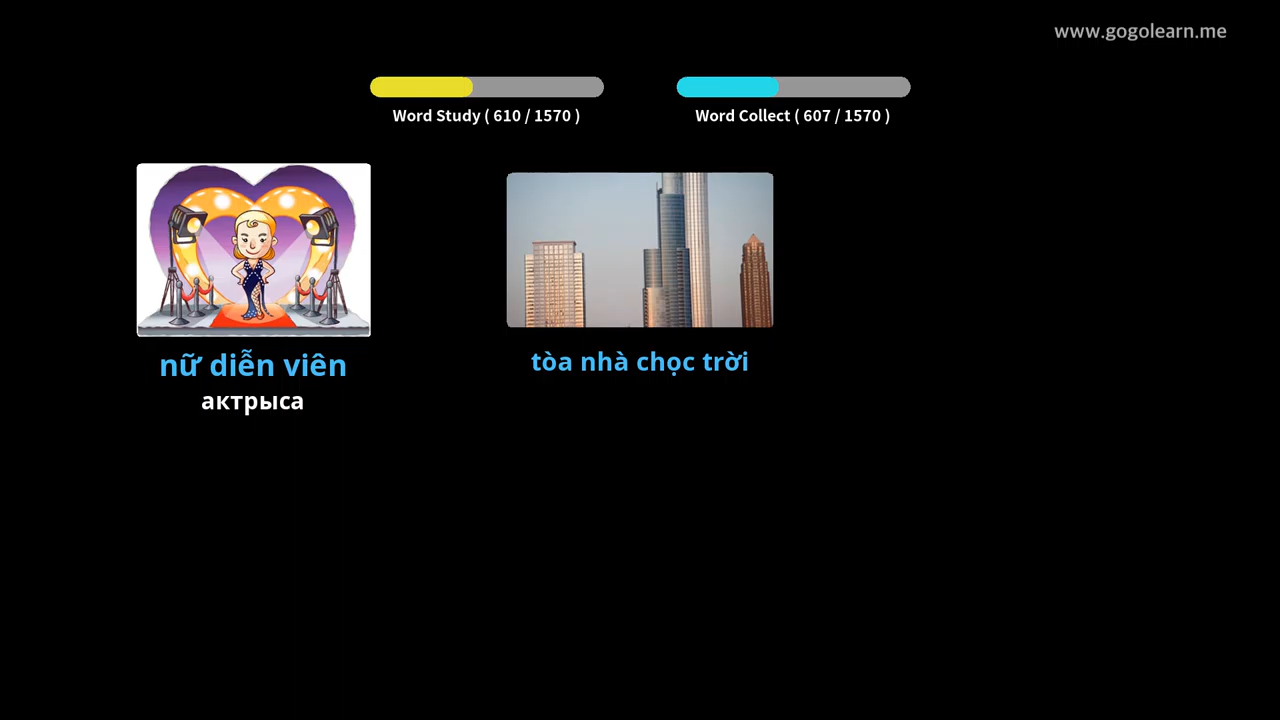 www.gogolearn.me
Word Study ( 610 / 1570 )
Word Collect ( 607 / 1570 )
nữ diễn viên
актрыса
tòa nhà chọc trời